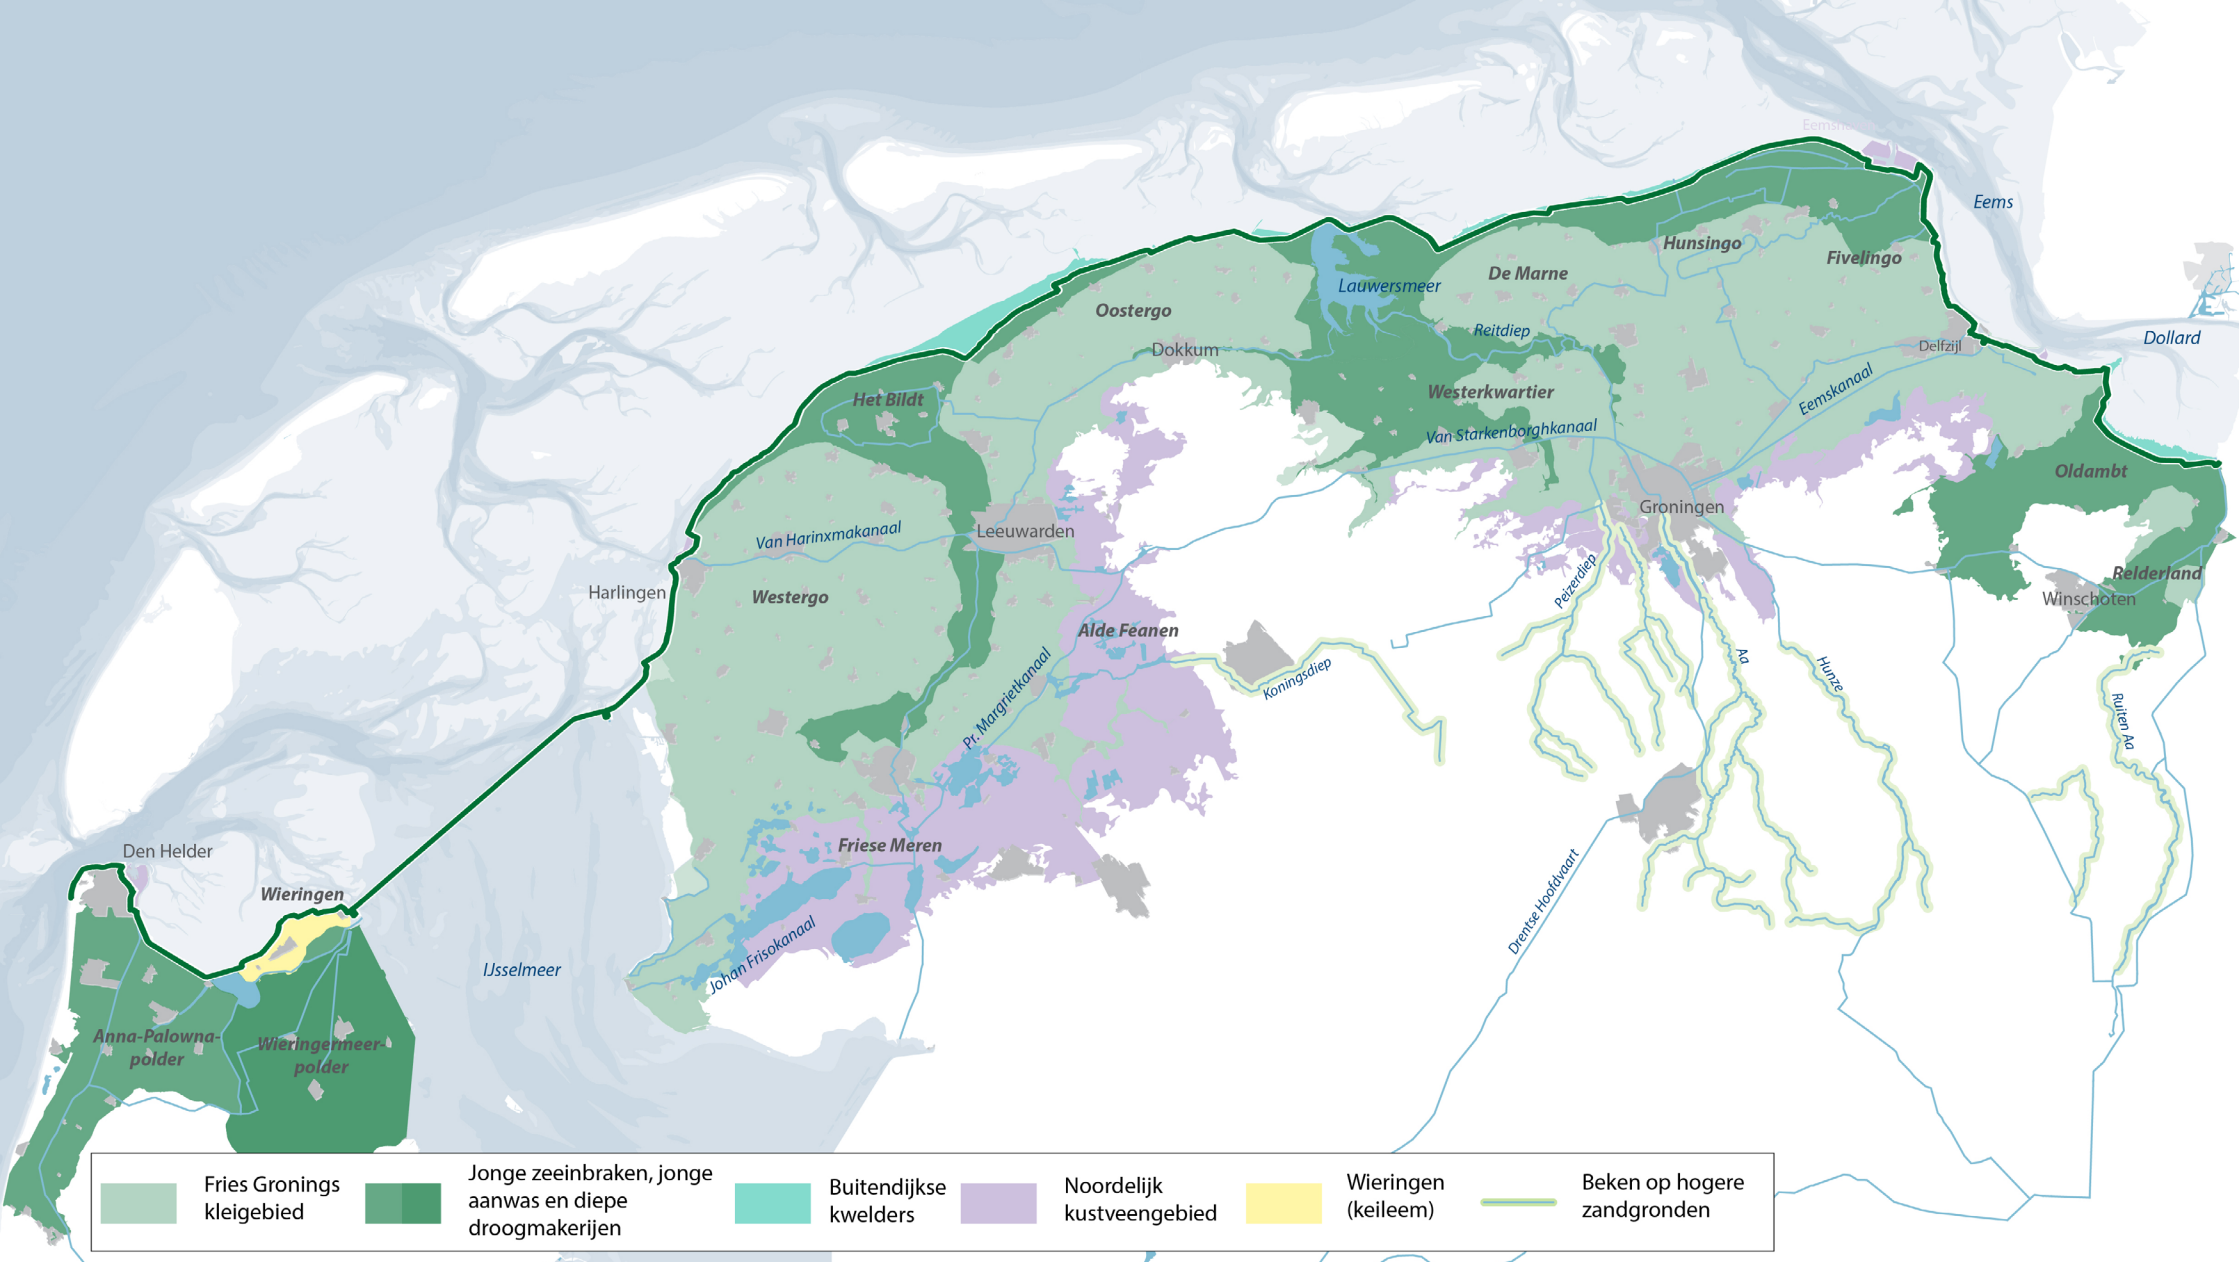 Eems
Hunsingo
Fivelingo
De Marne
Lauwersmeer
Oostergo
Reitdiep
Dollard
Delfzijl
Dokkum
Eemskanaal
Westerkwartier
Het Bildt
Van Starkenborghkanaal
Oldambt
Groningen
Leeuwarden
Van Harinxmakanaal
Harlingen
Westergo
Peizerdiep
Relderland
Winschoten
Alde Feanen
Aa
Hunze
Koningsdiep
Pr. Margrietkanaal
Ruiten Aa
Friese Meren
Den Helder
Wieringen
Drentse Hoofdvaart
Johan Frisokanaal
IJsselmeer
Anna-Palowna-
polder
Wieringermeer-
polder
Fries Gronings
kleigebied
Jonge zeeinbraken, jonge
aanwas en diepe
droogmakerijen
Buitendijkse
kwelders
Noordelijk
kustveengebied
Wieringen
(keileem)
Beken op hogere
zandgronden